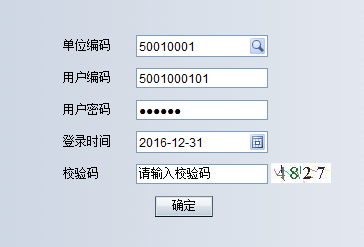 单位编码 50010001
用户编码 5001000101
用户密码 ●●●●●●
登录时间 2016-12-31
校验码 请输入校验码 4827
确定